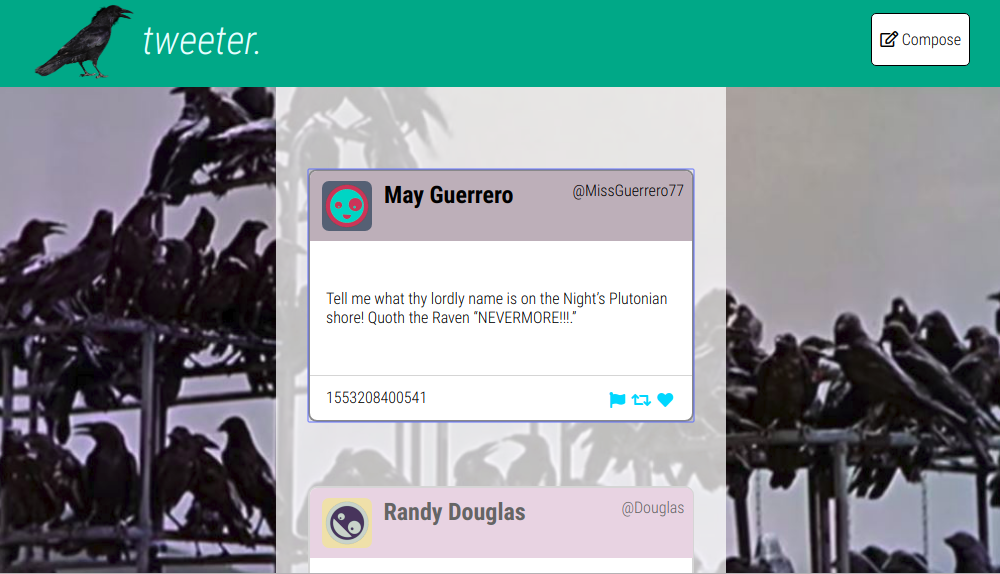 tweeter.
Compose
May Guerrero
@MissGuerrero77
Tell me what thy lordly name is on the Night’s Plutonian
shore! Quoth the Raven “NEVERMORE!!!.”
1553208400541
Randy Douglas
@Douglas